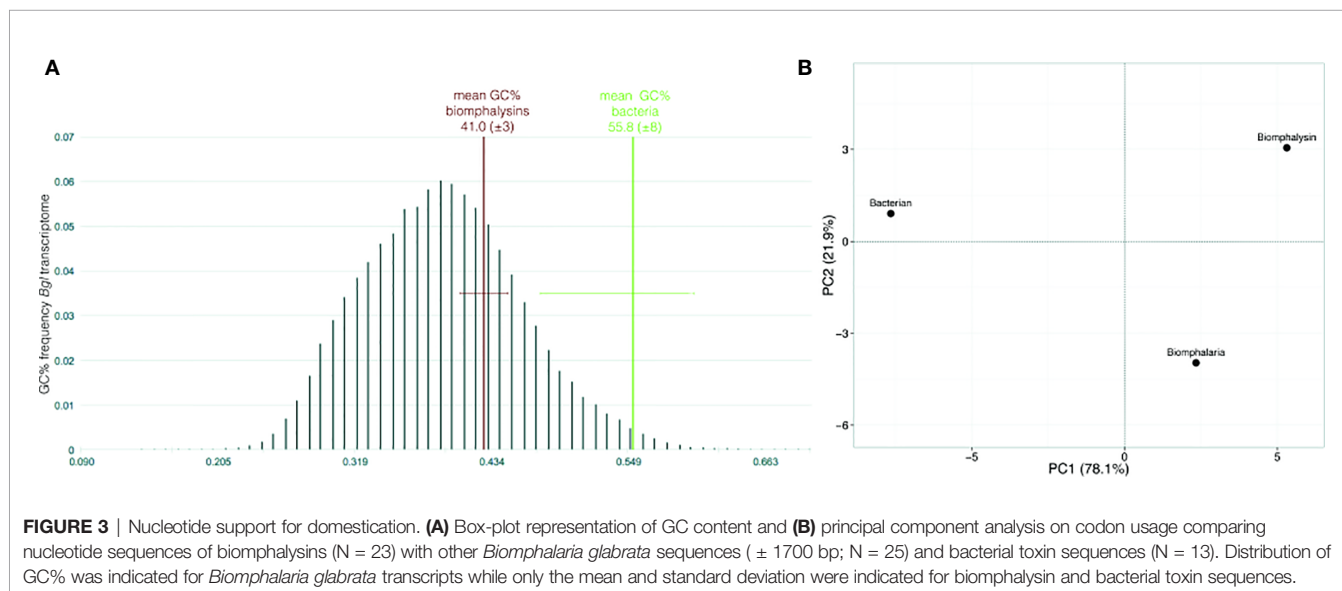 A
mean GC%
biomphalysins
41.0 (±3)
mean GC%
bacteria
55.8 (±8)
0.07
0.06
0.05
0.04
0.03
0.02
0.01
0
GC% frequency Bgl transcriptome
0.090
0.205
0.319
0.434
0.549
0.663
B
Biomphalysin
Bacterian
Biomphalaria
3
0
−3
−6
PC2 (21.9%)
−5
0
5
PC1 (78.1%)
FIGURE 3 | Nucleotide support for domestication. (A) Box-plot representation of GC content and (B) principal component analysis on codon usage comparing
nucleotide sequences of biomphalysins (N = 23) with other Biomphalaria glabrata sequences ( ± 1700 bp; N = 25) and bacterial toxin sequences (N = 13). Distribution of
GC% was indicated for Biomphalaria glabrata transcripts while only the mean and standard deviation were indicated for biomphalysin and bacterial toxin sequences.